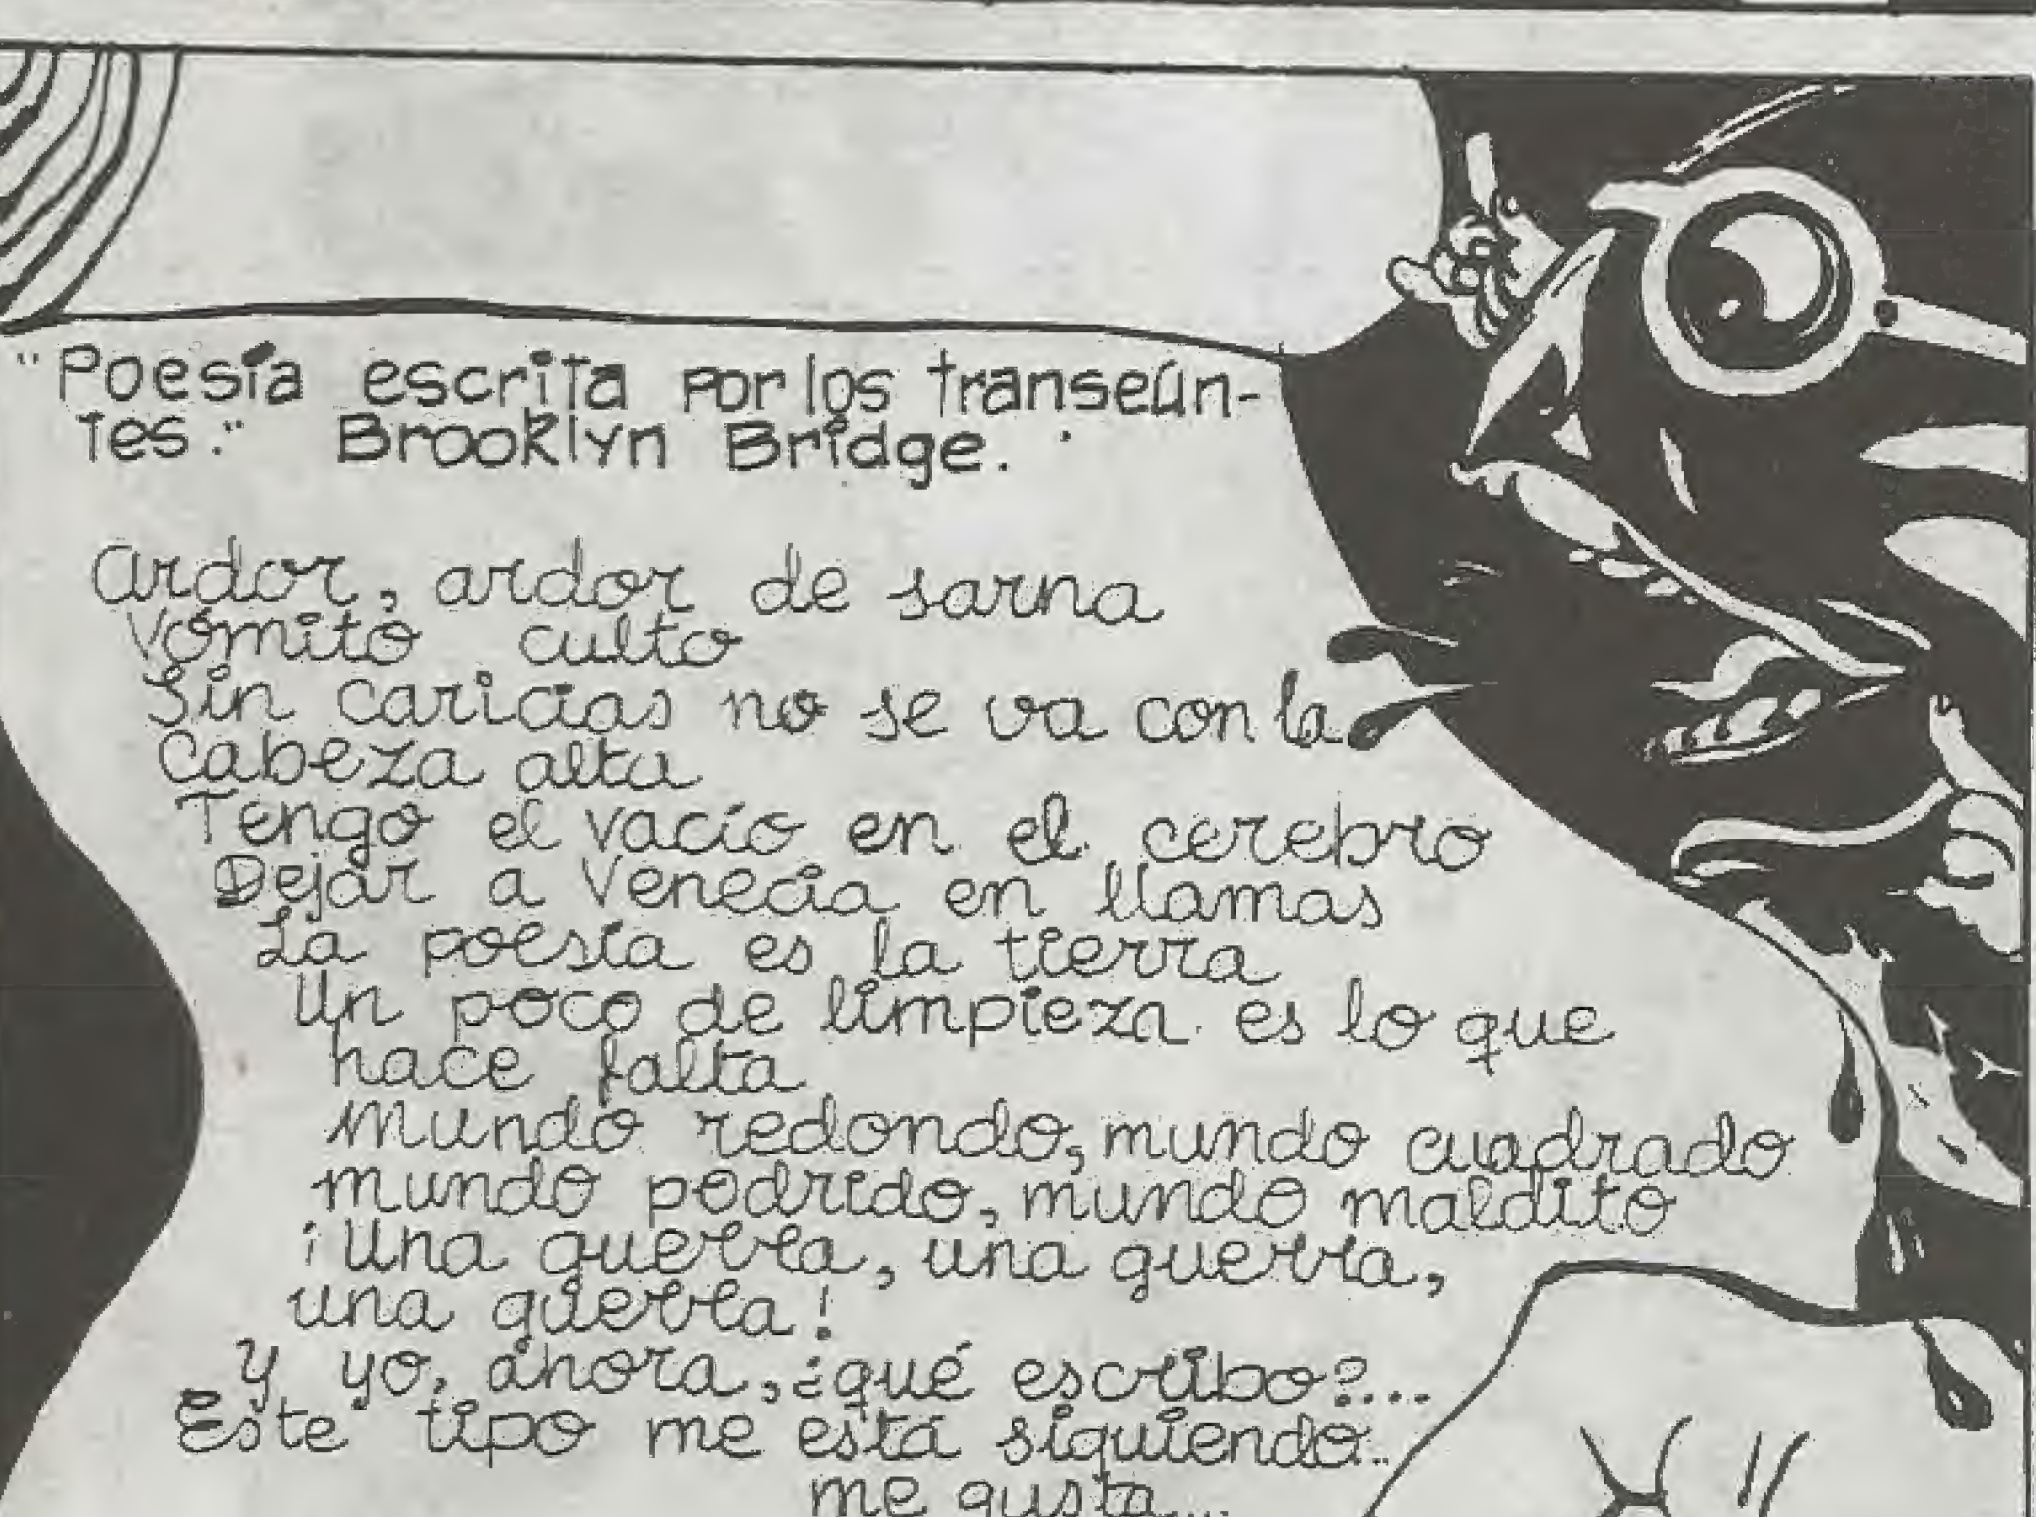 "Poesía escrita por los transeún-
tes." Brooklyn Bridge.
Ardor, ardor de sarna
Vómito culto
Sin caricias no se va con la
cabeza alta
Tengo el vacío en el cerebro
Dejar a Venecia en llamas
La poesía es la tierra
Un poco de limpieza es lo que
hace falta
Mundo redondo, mundo cuadrado
mundo podrido, mundo maldito
¡Una guerra, una guerra,
una guerra!
Y yo, ahora, ¿qué escribo?...
Este tipo me está siguiendo..
me gusta...